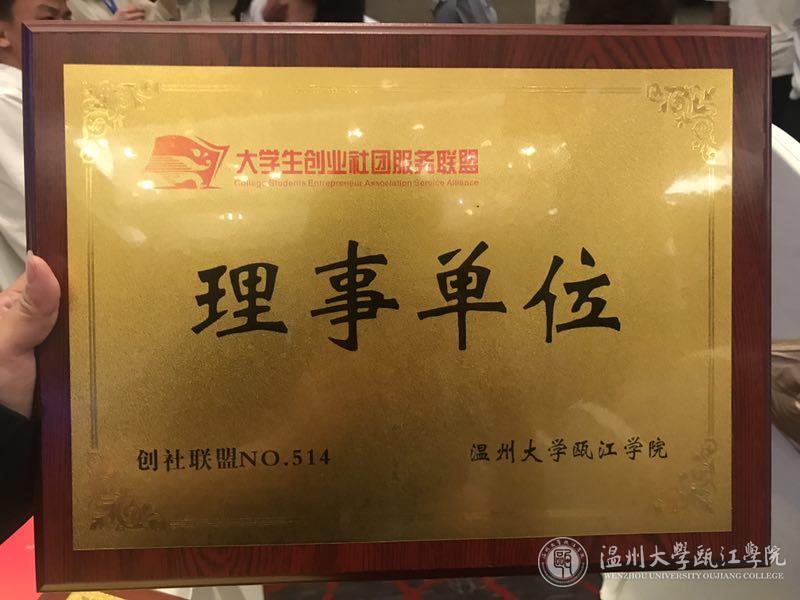 大学生创业社团服务联盟
College Students Entrepreneur Association Service Alliance
理事单位
创社联盟NO.514
温州大学瓯江学院
温州大學甌江學院
WENZHOU UNIVERSITY OUJIANG COLLEGE